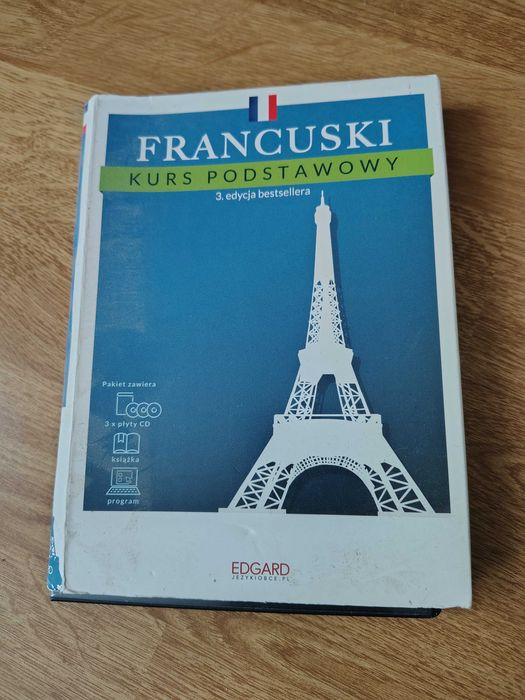 FRANCUSKI
KURS PODSTAWOWY
3. edycja bestsellera
Pakiet zawiera
3 x płyty CD
książka
program
EDGARD
JEZYKIOBCE.PL